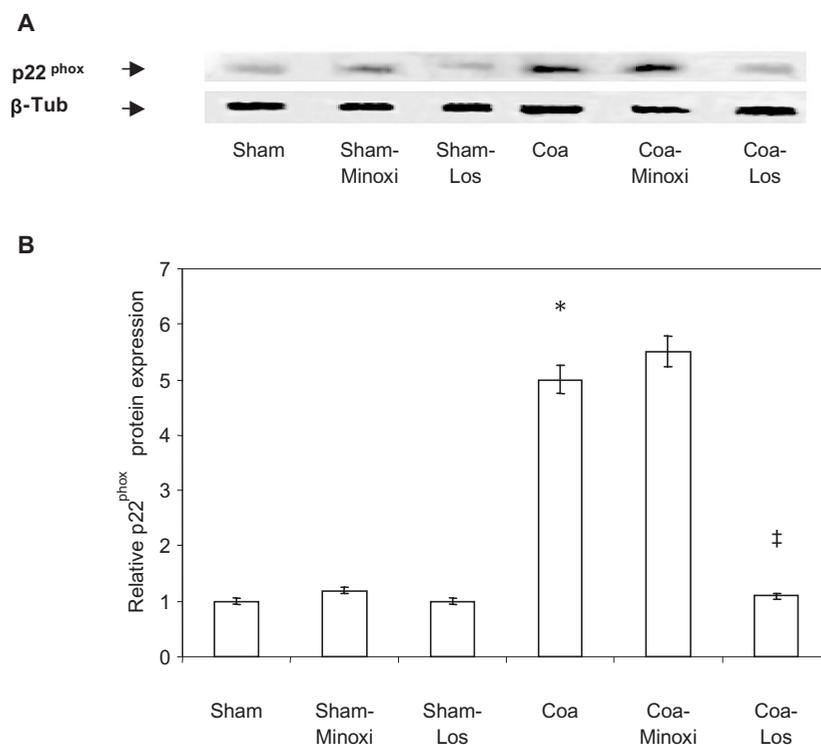 A
p22 phox
β-Tub
Sham Sham-Minoxi Sham-Los Coa Coa-Minoxi Coa-Los
B
Relative p22phox protein expression
7
6
5
4
3
2
1
0
*
‡
Sham Sham-Minoxi Sham-Los Coa Coa-Minoxi Coa-Los